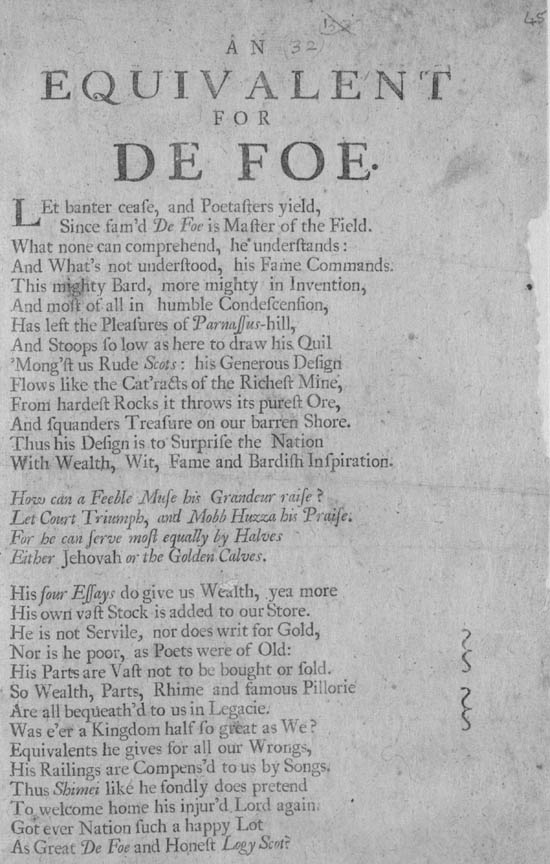 45
AN (32)
EQUIVALENT
FOR
DE FOE.
LEt banter ceaſe, and Poetaſters yield,
Since fam'd De Foe is Maſter of the Field.
What none can comprehend, he underſtands:
And What's not underſtood, his Fame Commands.
This mighty Bard, more mighty in Invention,
And moſt of all in humble Condeſcenſion,
Has left the Pleaſures of Parnaſſus-hill,
And Stoops ſo low as here to draw his Quil
'Mong'ſt us Rude Scots: his Generous Deſign
Flows like the Cat'racts of the Richeſt Mine,
From hardeſt Rocks it throws its pureſt Ore,
And ſquanders Treaſure on our barren Shore.
Thus his Deſign is to Surpriſe the Nation
With Wealth, Wit, Fame and Bardiſh Inſpiration.
How can a Feeble Muſe his Grandeur raiſe?
Let Court Triumph, and Mobb Huzza his Praiſe.
For he can ſerve moſt equally by Halves
Either Jehovah or the Golden Calves.
His four Eſſays do give us Wealth, yea more
His own vaſt Stock is added to our Store.
He is not Servile, nor does writ for Gold,
Nor is he poor, as Poets were of Old:
His Parts are Vaſt not to be bought or ſold.
So Wealth, Parts, Rhime and famous Pillorie
Are all bequeath'd to us in Legacie.
Was e'er a Kingdom half ſo great as We?
Equivalents he gives for all our Wrongs,
His Railings are Compens'd to us by Songs.
Thus Shimei like he fondly does pretend
To welcome home his injur'd Lord again.
Got ever Nation ſuch a happy Lot
As Great De Foe and Honeſt Logy Scot?